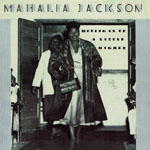 MAHALIA JACKSON
MOVING ON UP
A LITTLE
HIGHER